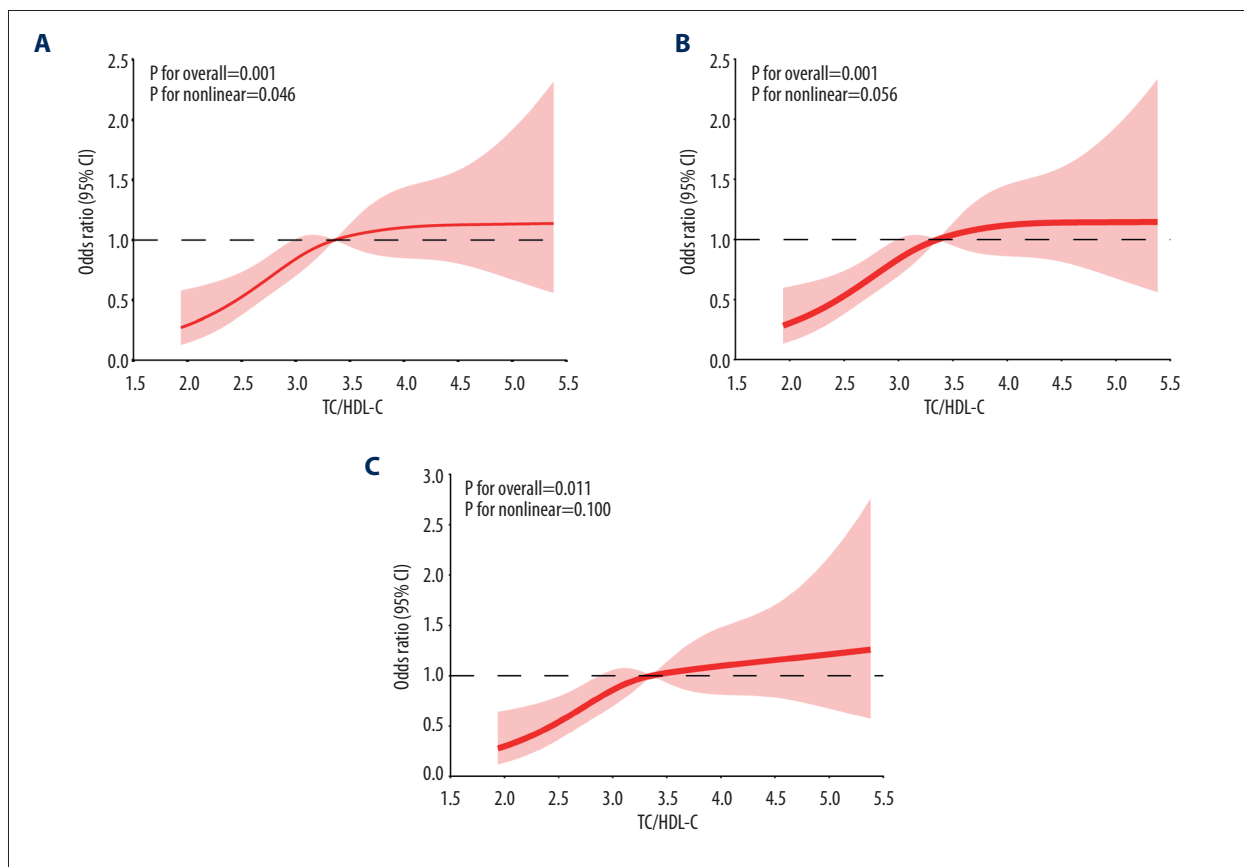 A
P for overall=0.001
P for nonlinear=0.046
Odds ratio (95% CI)
2.5
2.0
1.5
1.0
0.5
0.0
1.5 2.0 2.5 3.0 3.5 4.0 4.5 5.0 5.5
TC/HDL-C
B
P for overall=0.001
P for nonlinear=0.056
Odds ratio (95% CI)
2.5
2.0
1.5
1.0
0.5
0.0
1.5 2.0 2.5 3.0 3.5 4.0 4.5 5.0 5.5
TC/HDL-C
C
P for overall=0.011
P for nonlinear=0.100
Odds ratio (95% CI)
3.0
2.5
2.0
1.5
1.0
0.5
0.0
1.5 2.0 2.5 3.0 3.5 4.0 4.5 5.0 5.5
TC/HDL-C